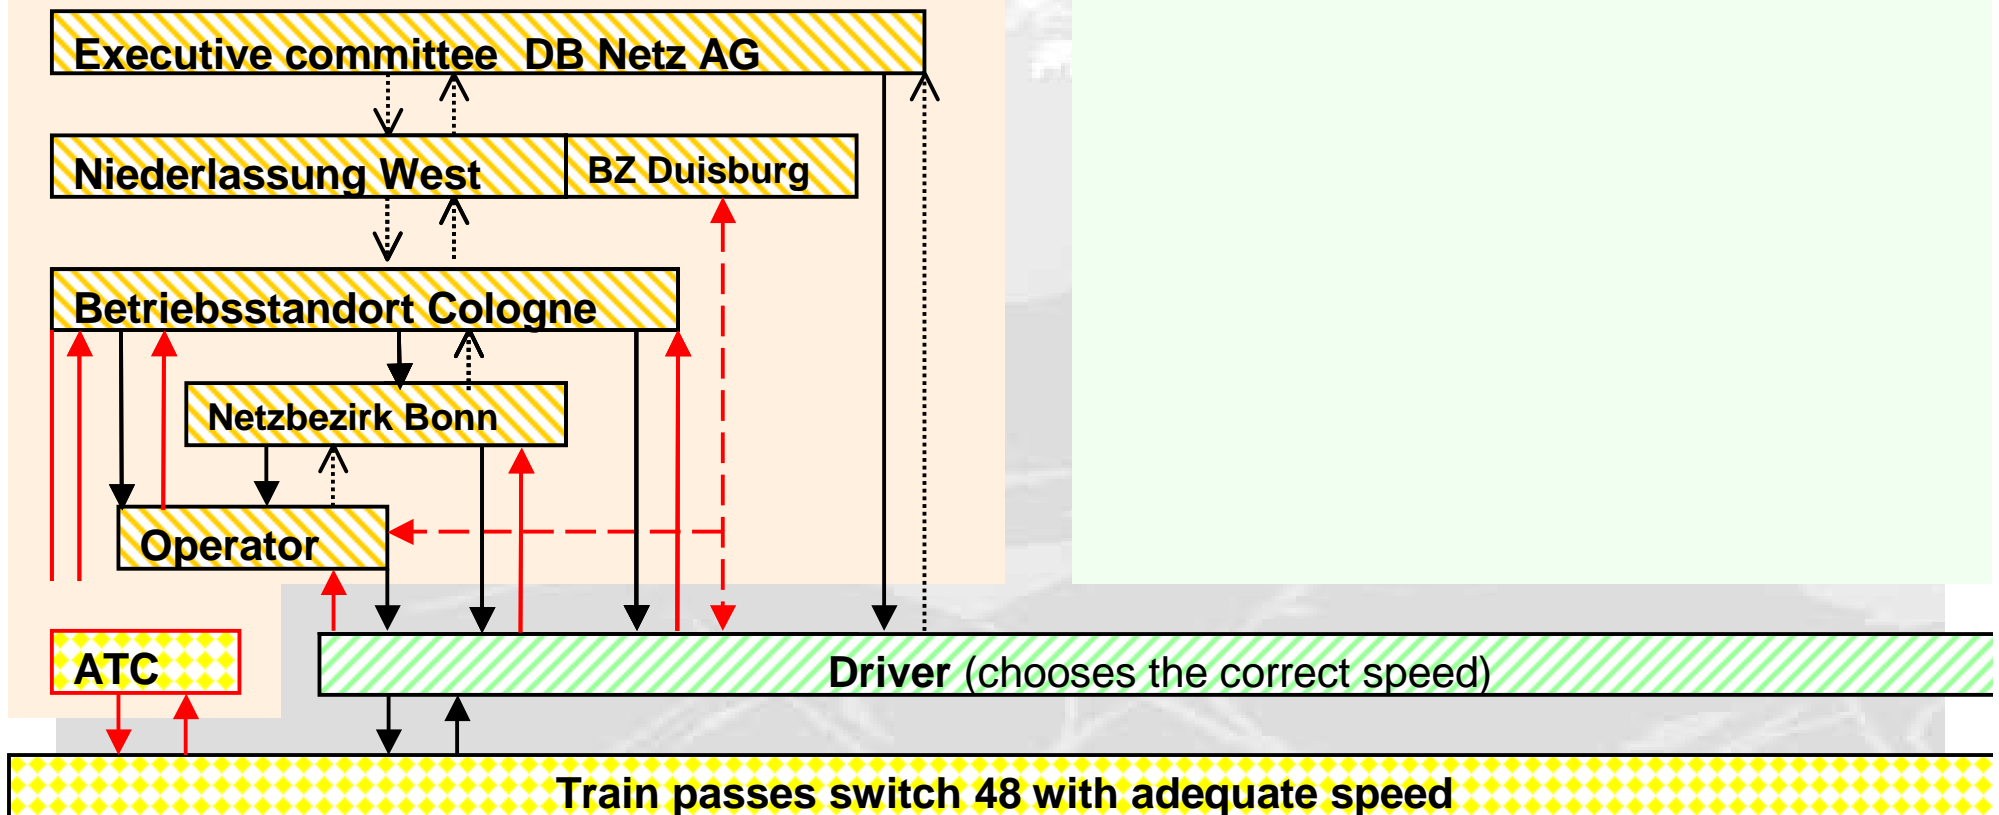 Executive committee DB Netz AG
Niederlassung West
BZ Duisburg
Betriebsstandort Cologne
Netzbezirk Bonn
Operator
ATC
Driver (chooses the correct speed)
Train passes switch 48 with adequate speed